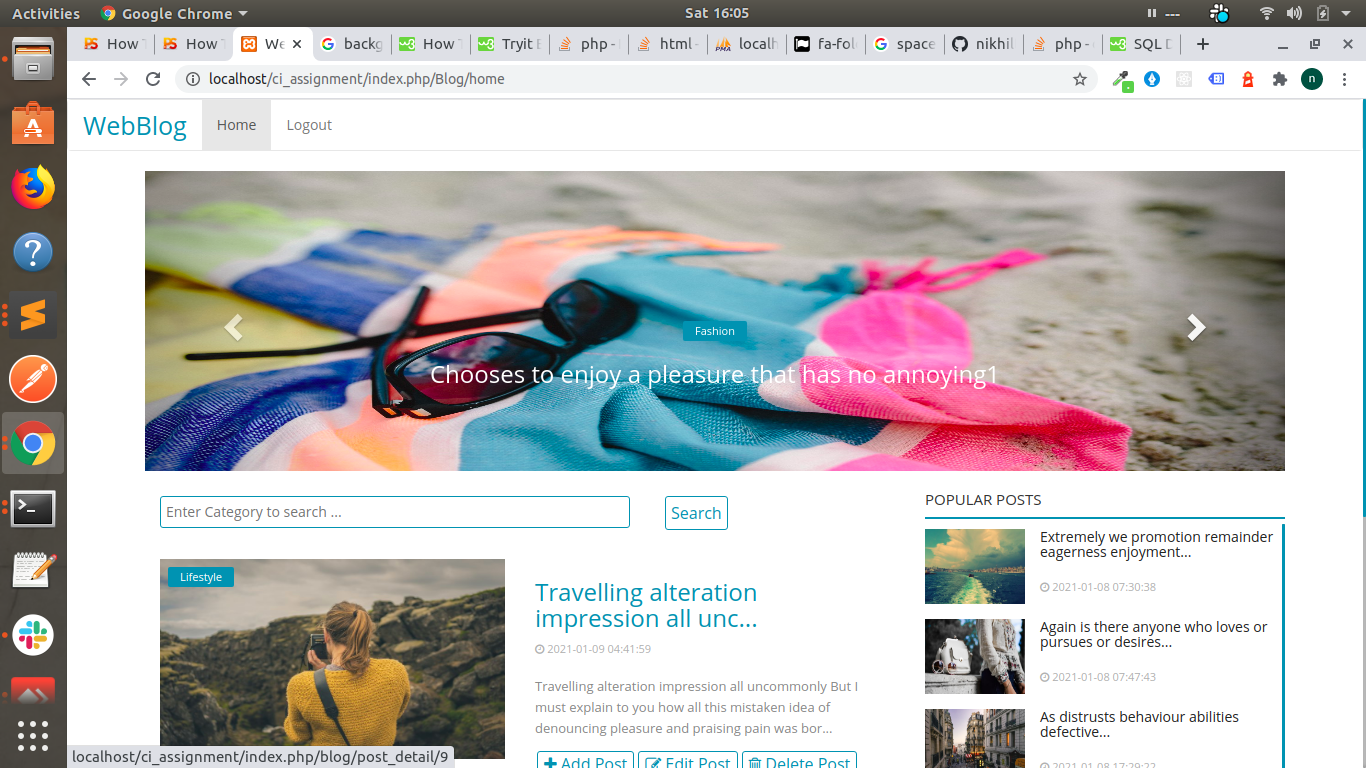 Activities Google Chrome Sat 16:05 ---
How T How T We backg How T Tryit E php - html - localh fa-fol space nikhil php - SQL D
localhost/ci_assignment/index.php/Blog/home n
WebBlog Home Logout
Fashion
Chooses to enjoy a pleasure that has no annoying1
Enter Category to search ... Search
Lifestyle
Travelling alteration
impression all unc...
2021-01-09 04:41:59
Travelling alteration impression all uncommonly But I
must explain to you how all this mistaken idea of
denouncing pleasure and praising pain was bor...
Add Post Edit Post Delete Post
POPULAR POSTS
Extremely we promotion remainder
eagerness enjoyment...
2021-01-08 07:30:38
Again is there anyone who loves or
pursues or desires...
2021-01-08 07:47:43
As distrusts behaviour abilities
defective...
2021-01-08 17:29:22
localhost/ci_assignment/index.php/blog/post_detail/9